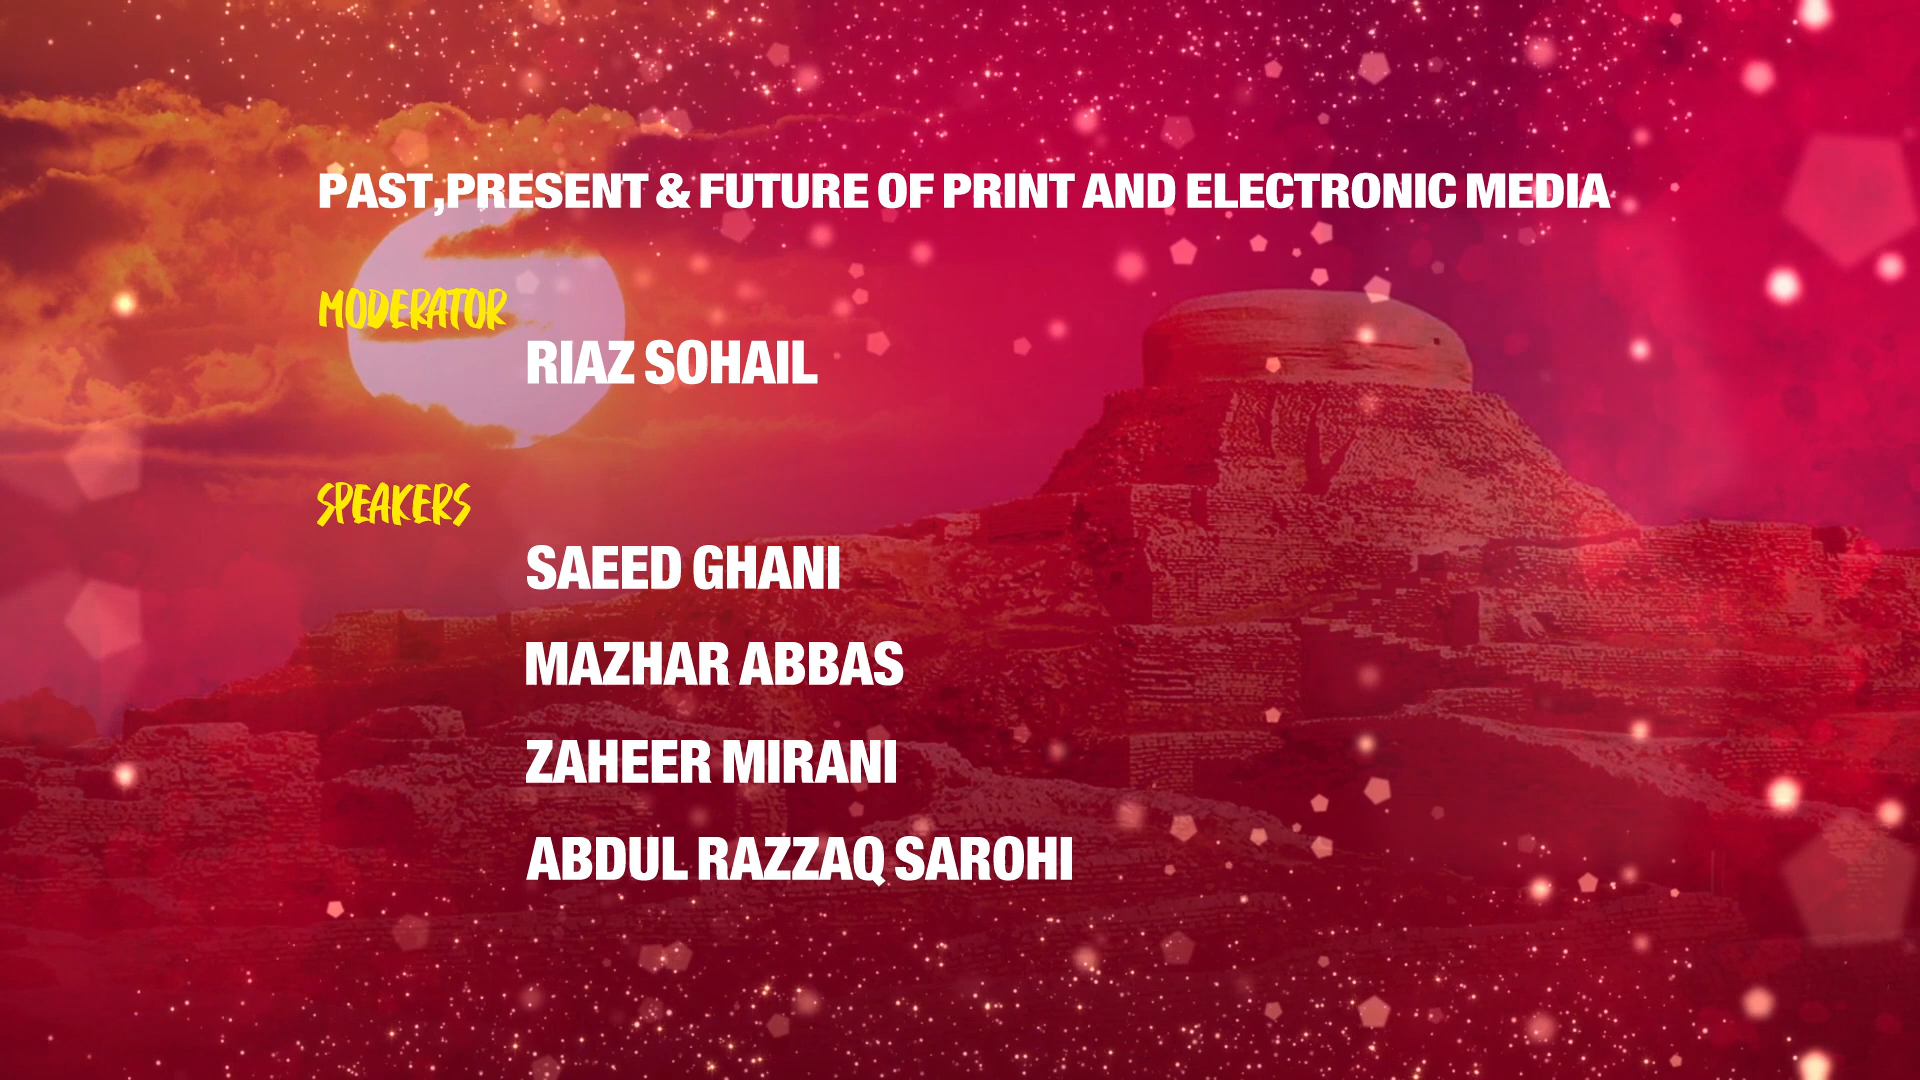 PAST,PRESENT & FUTURE OF PRINT AND ELECTRONIC MEDIA
MODERATOR
RIAZ SOHAIL
SPEAKERS
SAEED GHANI
MAZHAR ABBAS
ZAHEER MIRANI
ABDUL RAZZAQ SAROHI